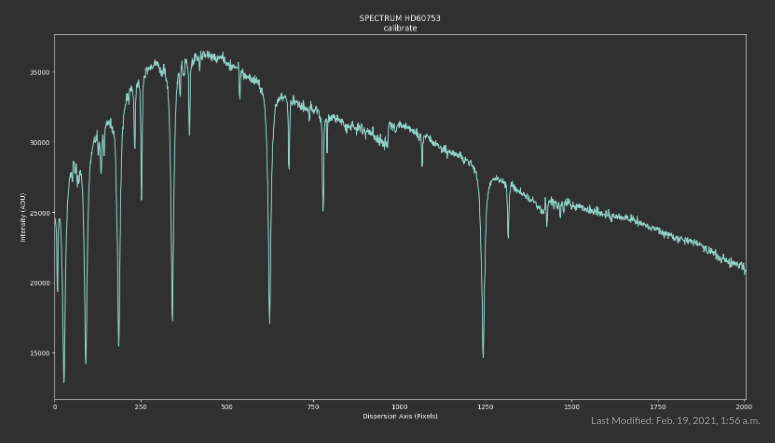 SPECTRUM HD60753
calibrate
35000
30000
25000
20000
15000
Intensity (ADU)
0 250 500 750 1000 1250 1500 1750 2000
Dispersion Axis (Pixels)
Last Modified: Feb. 19, 2021, 1:56 a.m.